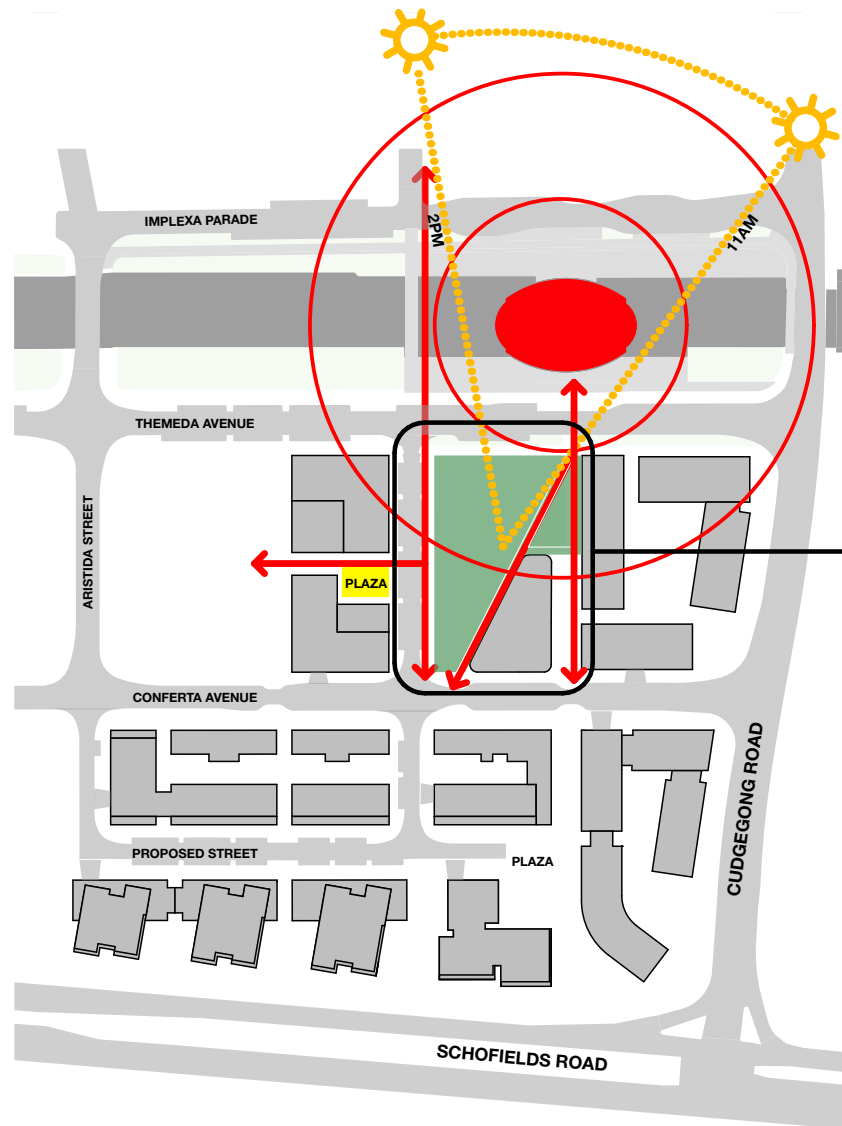 IMPLEXA PARADE
2PM
11AM
THEMEDA AVENUE
ARISTIDA STREET
PLAZA
CONFERTA AVENUE
CUDGEGONG ROAD
PROPOSED STREET
PLAZA
SCHOFIELDS ROAD